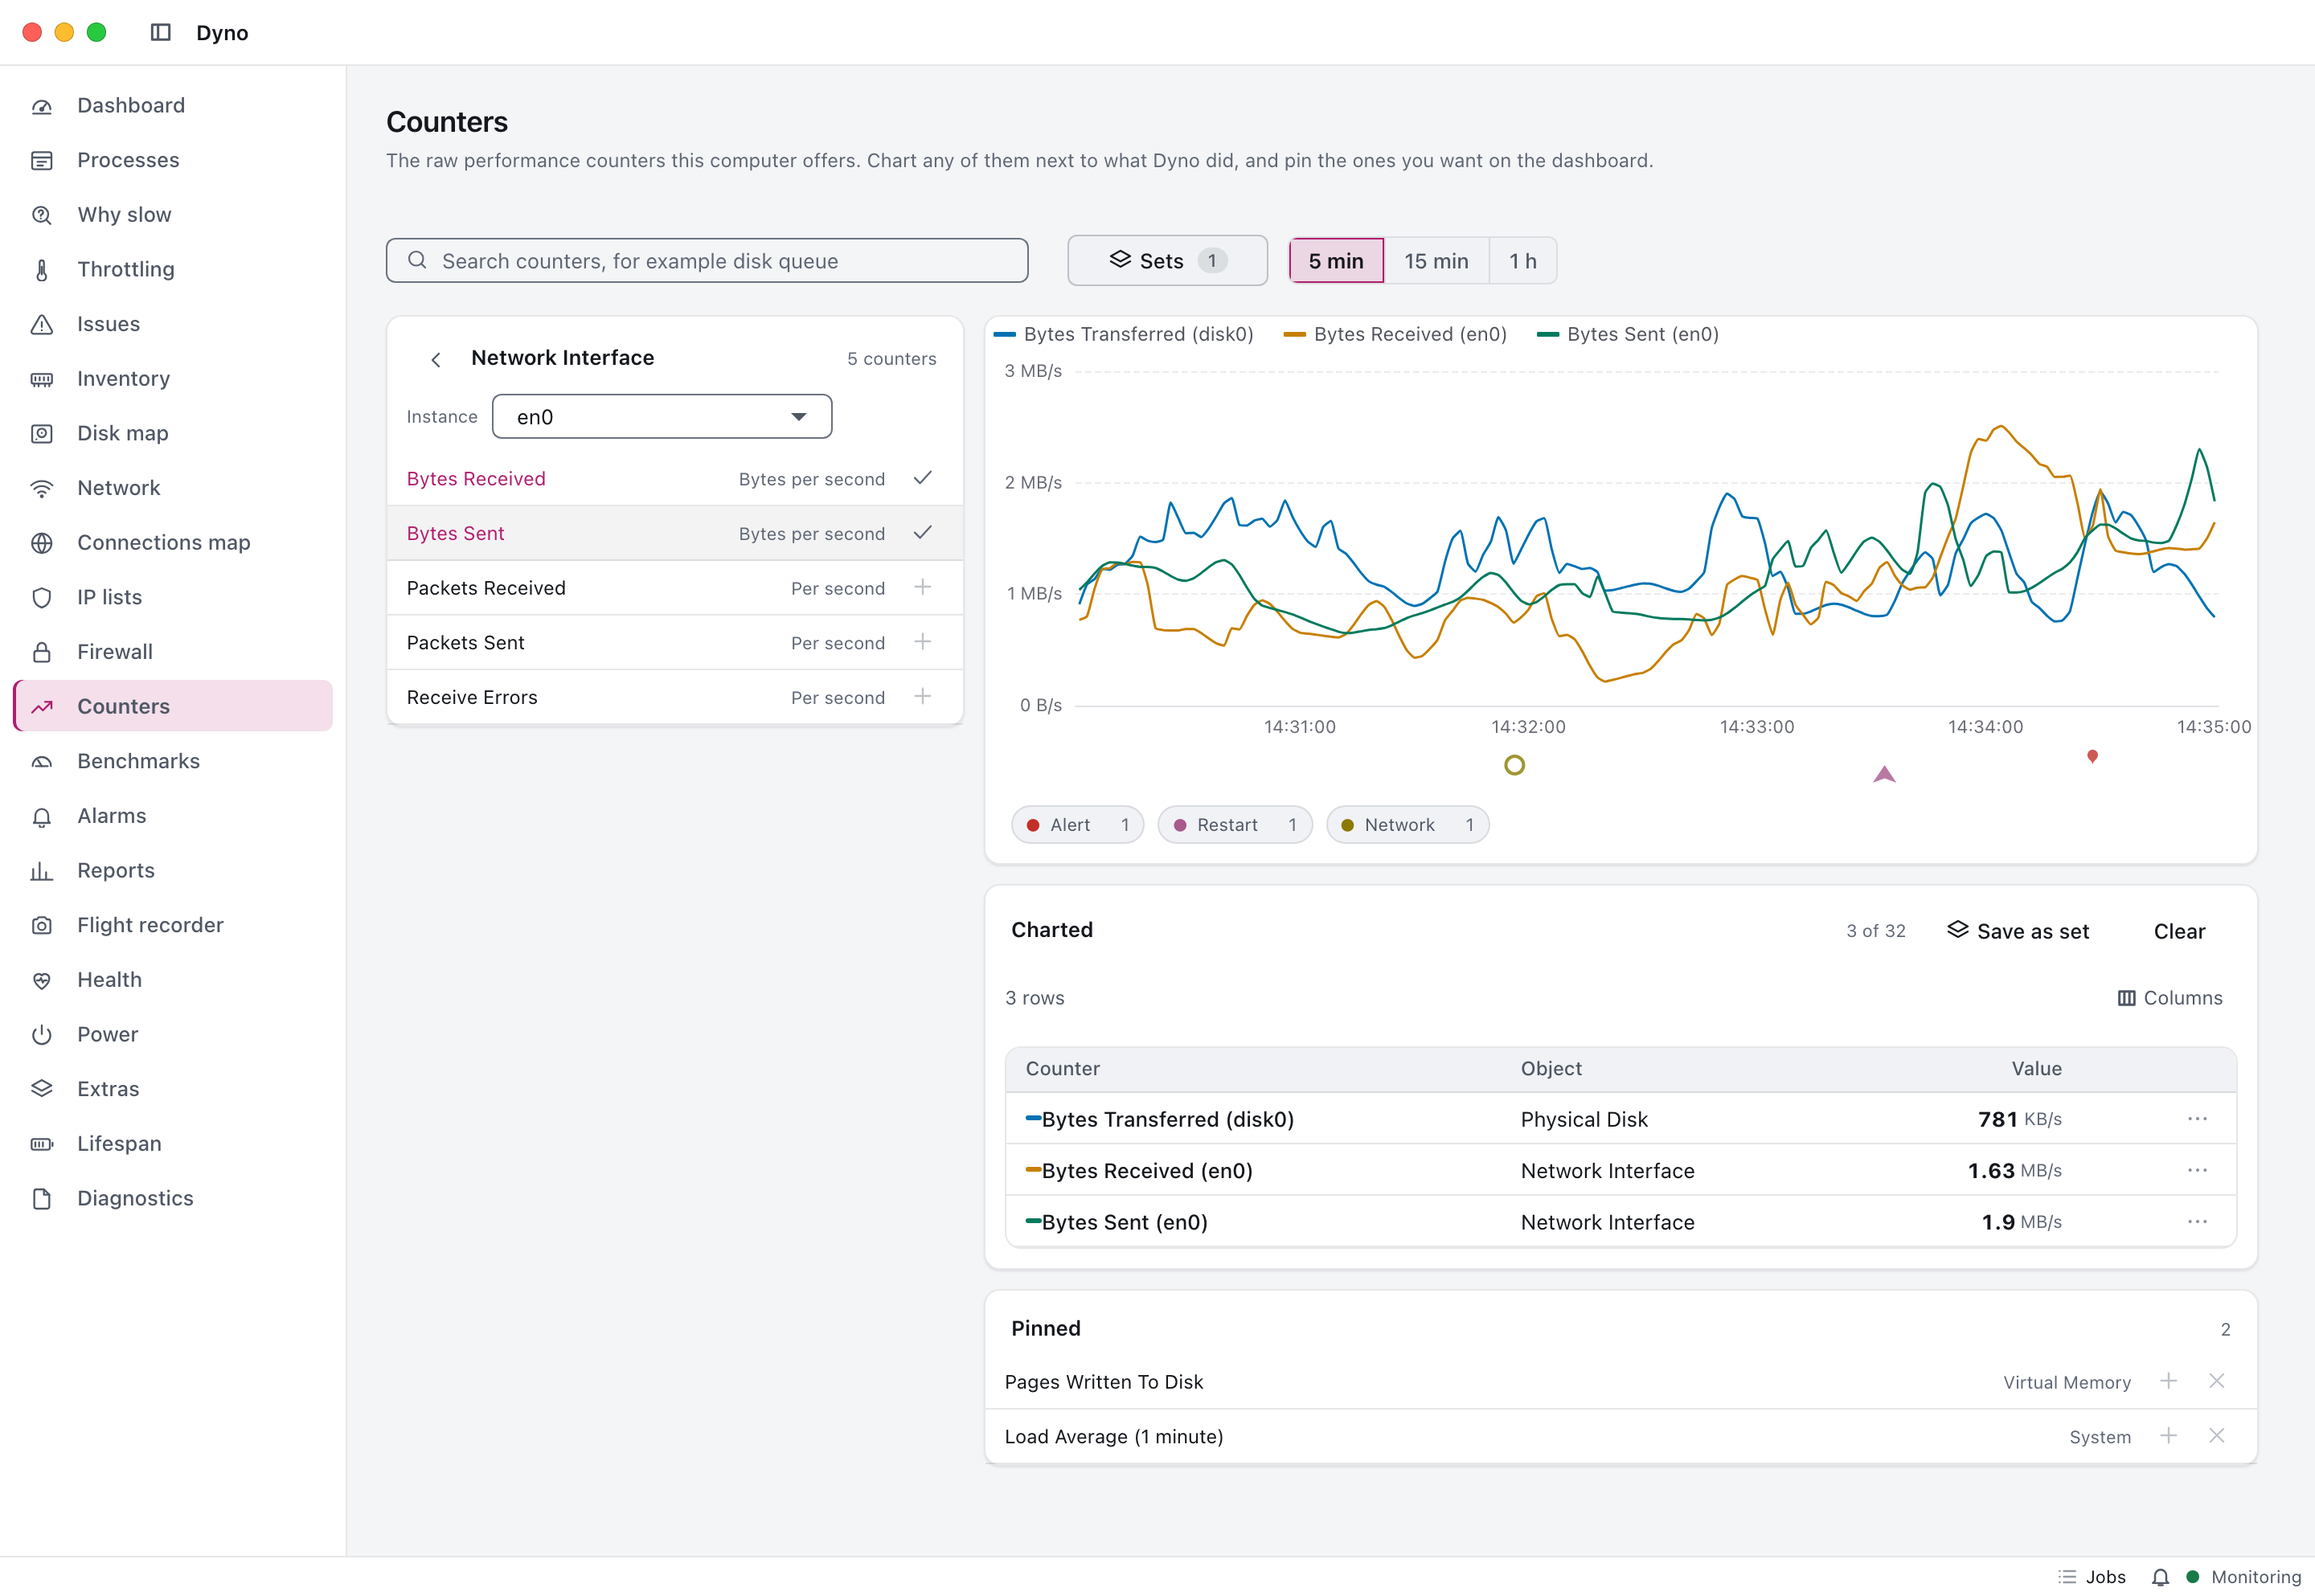 Dyno
Dashboard
Processes
Why slow
Throttling
Issues
Inventory
Disk map
Network
Connections map
IP lists
Firewall
Counters
Benchmarks
Alarms
Reports
Flight recorder
Health
Power
Extras
Lifespan
Diagnostics
Counters
The raw performance counters this computer offers. Chart any of them next to what Dyno did, and pin the ones you want on the dashboard.
Search counters, for example disk queue
Sets 1
5 min 15 min 1 h
Network Interface 5 counters
Instance en0
Bytes Received Bytes per second
Bytes Sent Bytes per second
Packets Received Per second
Packets Sent Per second
Receive Errors Per second
Bytes Transferred (disk0) Bytes Received (en0) Bytes Sent (en0)
3 MB/s
2 MB/s
1 MB/s
0 B/s
14:31:00 14:32:00 14:33:00 14:34:00 14:35:00
Alert 1 Restart 1 Network 1
Charted 3 of 32 Save as set Clear
3 rows Columns
Counter Object Value
Bytes Transferred (disk0) Physical Disk 781 KB/s
Bytes Received (en0) Network Interface 1.63 MB/s
Bytes Sent (en0) Network Interface 1.9 MB/s
Pinned 2
Pages Written To Disk Virtual Memory
Load Average (1 minute) System
Jobs Monitoring